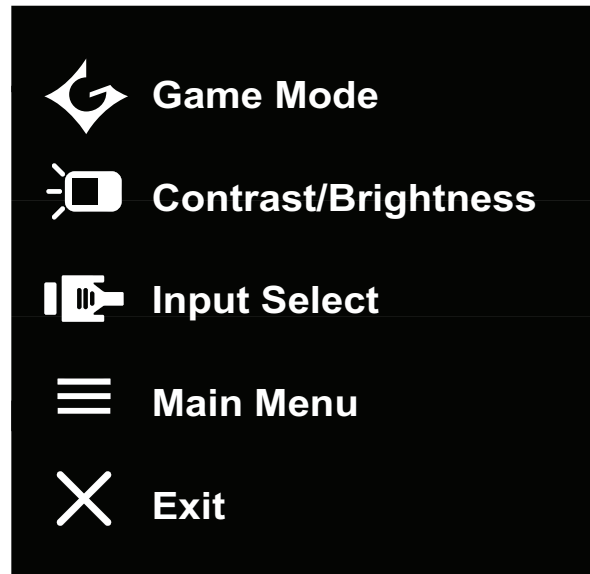 Game Mode
Contrast/Brightness
Input Select
Main Menu
Exit